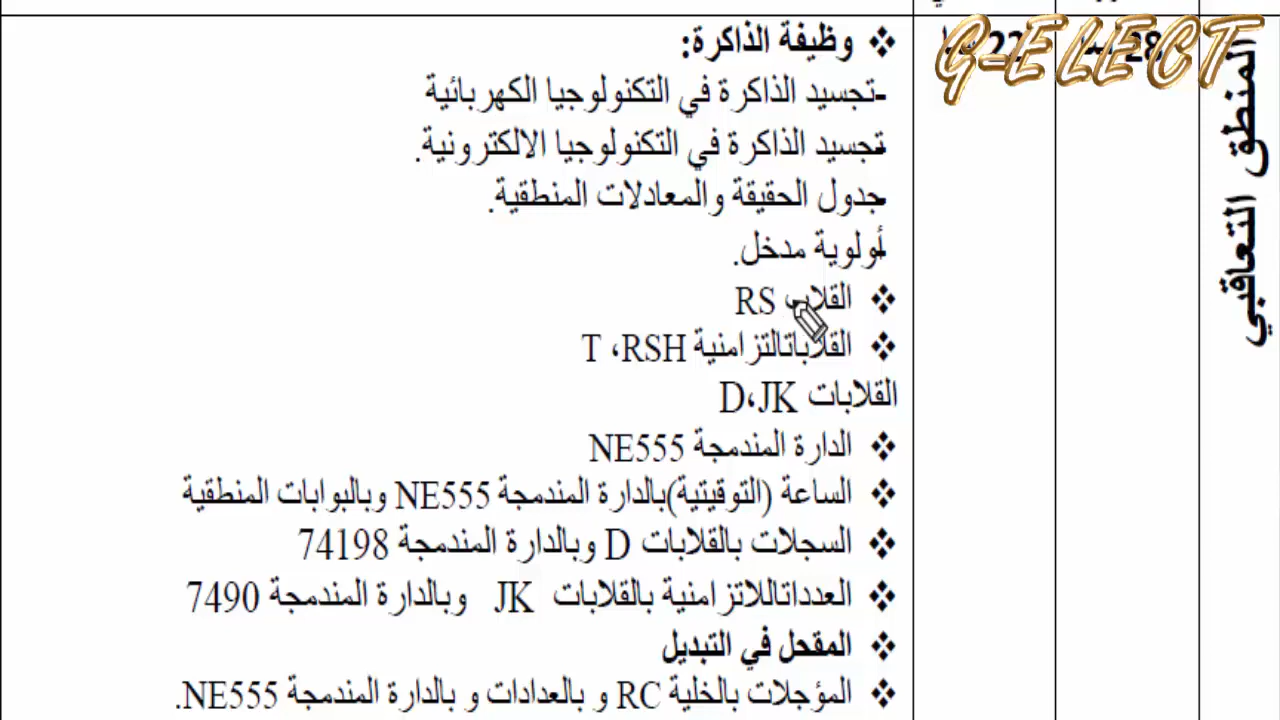 ❖ وظيفة الذاكرة:
-تجسيد الذاكرة في التكنولوجيا الكهربائية
-تجسيد الذاكرة في التكنولوجيا الالكترونية.
-جدول الحقيقة والمعادلات المنطقية.
-أولوية مدخل.
❖ القلاب RS
❖ القلاباتالتزامنية RSH، T
القلابات D،JK
❖ الدارة المندمجة NE555
❖ الساعة (التوقيتية)بالدارة المندمجة NE555 وبالبوابات المنطقية
❖ السجلات بالقلابات D وبالدارة المندمجة 74198
❖ العدداتاللاتزامنية بالقلابات JK وبالدارة المندمجة 7490
❖ المقحل في التبديل
❖ المؤجلات بالخلية RC و بالعدادات و بالدارة المندمجة NE555.
22
28
المنطق التعاقبي
G-ELECT